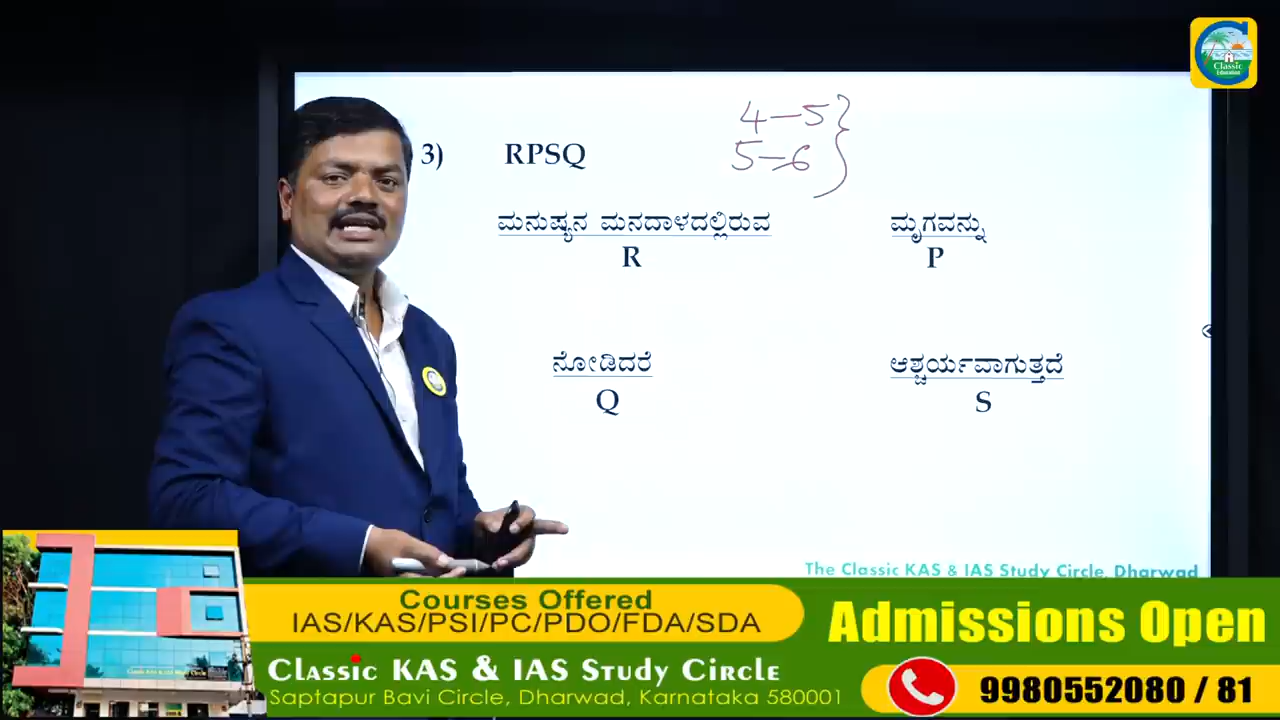 Classic
Education
4-5
5-6
3) RPSQ
ಮನುಷ್ಯನ ಮನದಾಳದಲ್ಲಿರುವ ಮೃಗವನ್ನು
R P
ನೋಡಿದರೆ ಆಶ್ಚರ್ಯವಾಗುತ್ತದೆ
Q S
The Classic KAS & IAS Study Circle, Dharwad
Courses Offered
IAS/KAS/PSI/PC/PDO/FDA/SDA
Admissions Open
Classic KAS & IAS Study Circle
Saptapur Bavi Circle, Dharwad, Karnataka 580001
9980552080 / 81